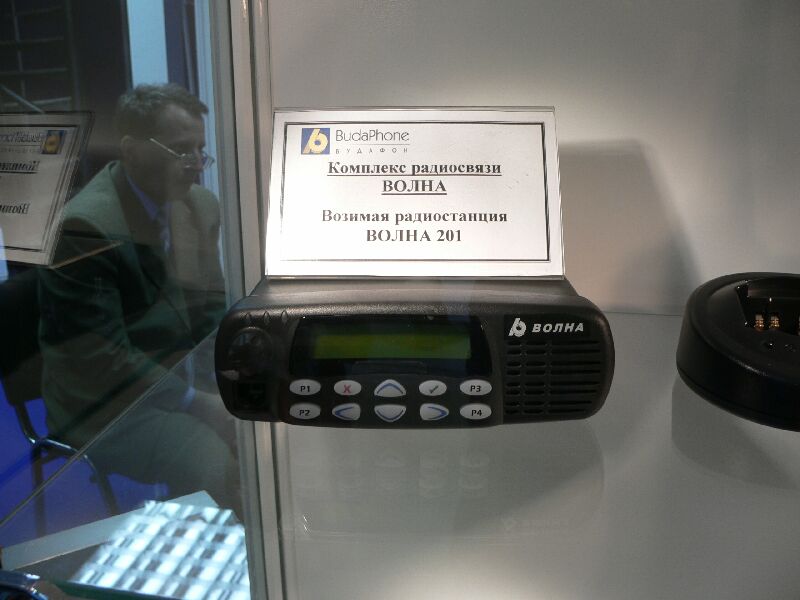 BudaPhone
БУДАФОН
Комплекс радиосвязи
ВОЛНА
Возимая радиостанция
ВОЛНА 201
ВОЛНА
P1
P3
P2
P4